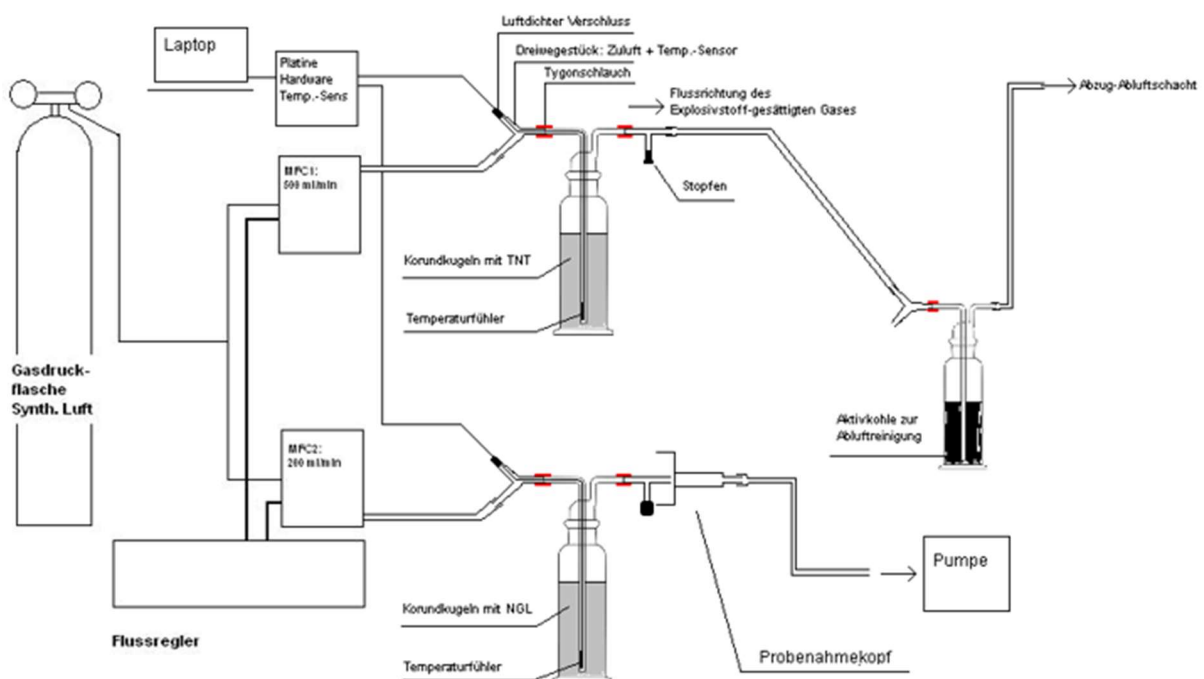 Laptop
Platine
Hardware
Temp.-Sens
Luftdichter Verschluss
Dreiwegestück: Zuluft + Temp.-Sensor
Tygonschlauch
Flussrichtung des
Explosivstoff-gesättigten Gases
Abzug-Abluftschacht
MFC1:
500 ml/min
Stopfen
Korundkugeln mit TNT
Temperaturfühler
Gasdruck-
flasche
Synth. Luft
Aktivkohle zur
Abluftreinigung
MFC2:
200 ml/min
Pumpe
Korundkugeln mit NGL
Flussregler
Probenahmekopf
Temperaturfühler